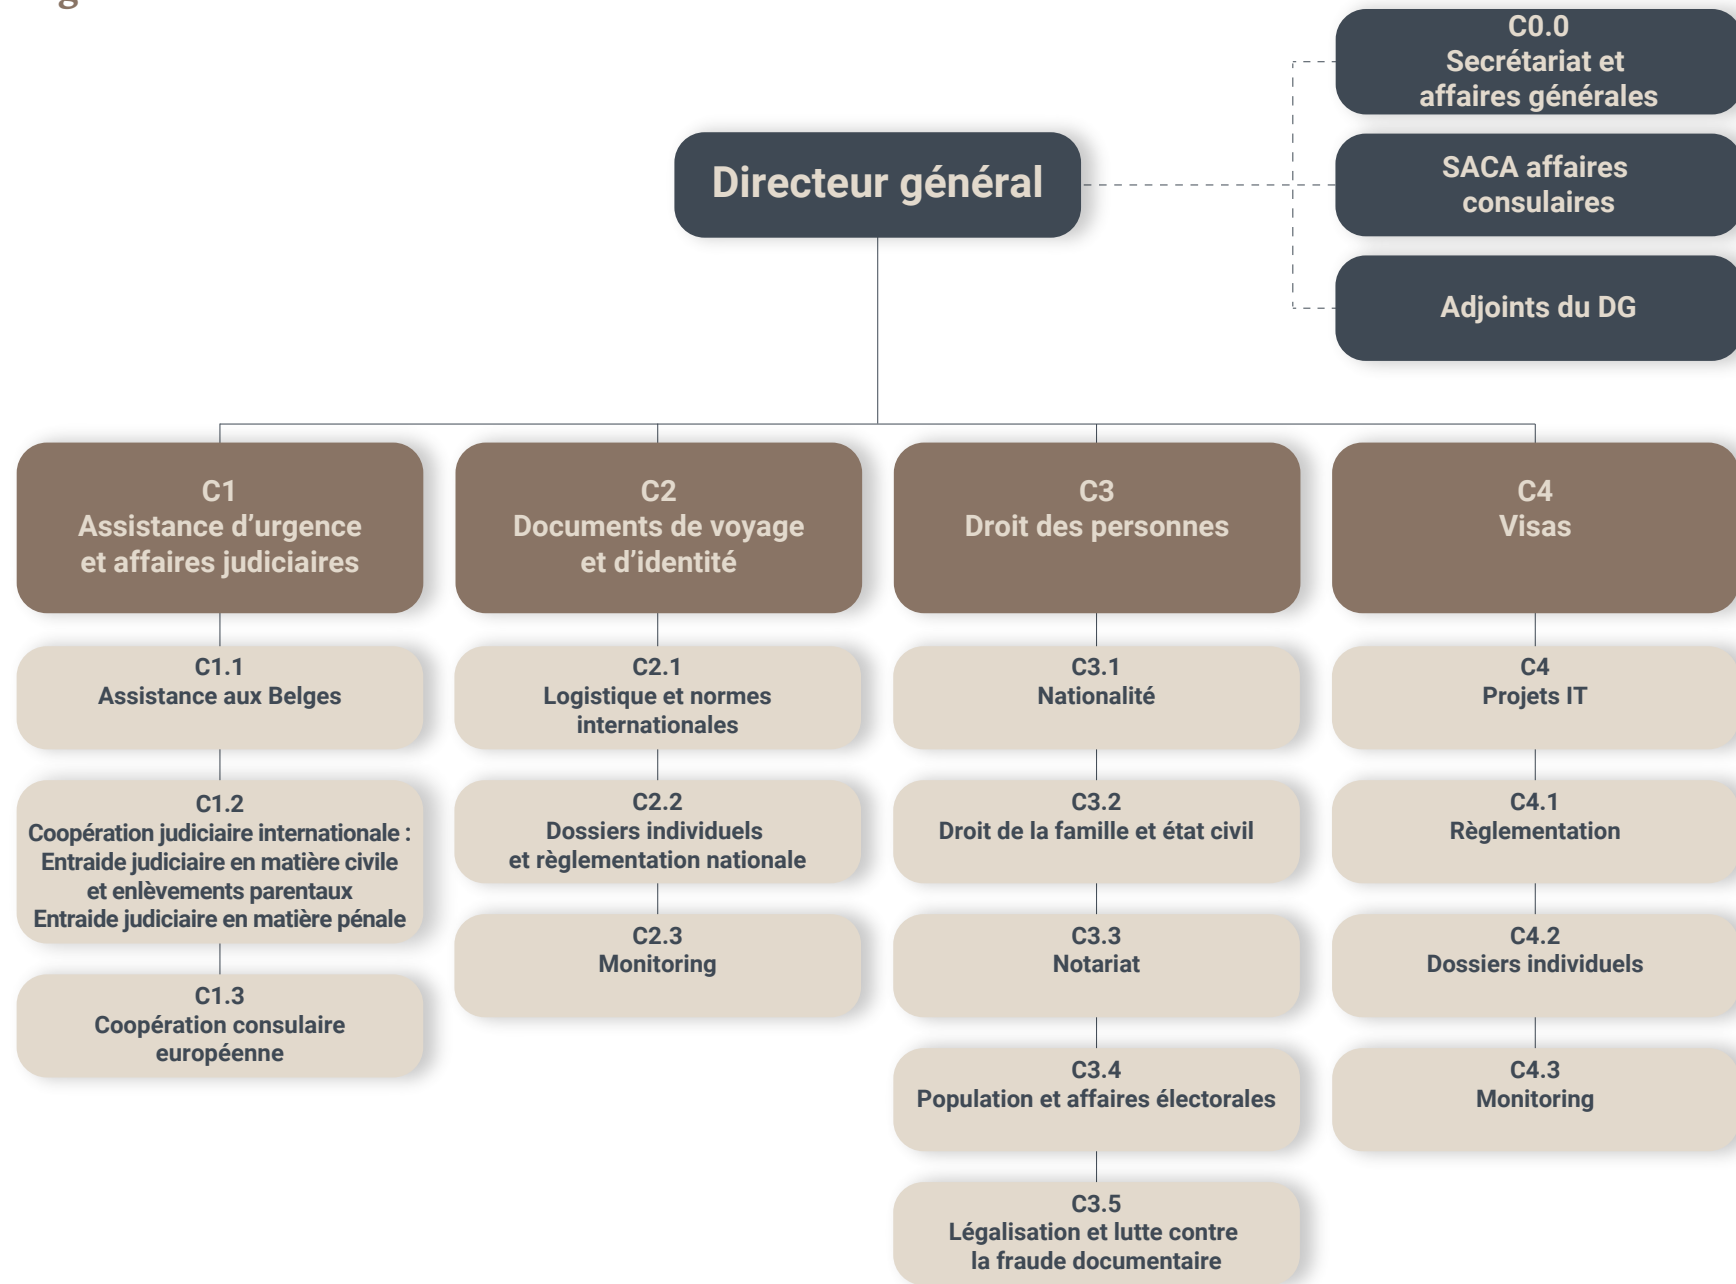 C0.0
Secrétariat et
affaires générales
Directeur général
SACA affaires
consulaires
Adjoints du DG
C1
Assistance d’urgence
et affaires judiciaires
C2
Documents de voyage
et d’identité
C3
Droit des personnes
C4
Visas
C1.1
Assistance aux Belges
C1.2
Coopération judiciaire internationale :
Entraide judiciaire en matière civile
et enlèvements parentaux
Entraide judiciaire en matière pénale
C1.3
Coopération consulaire
européenne
C2.1
Logistique et normes
internationales
C2.2
Dossiers individuels
et règlementation nationale
C2.3
Monitoring
C3.1
Nationalité
C3.2
Droit de la famille et état civil
C3.3
Notariat
C3.4
Population et affaires électorales
C3.5
Légalisation et lutte contre
la fraude documentaire
C4
Projets IT
C4.1
Règlementation
C4.2
Dossiers individuels
C4.3
Monitoring